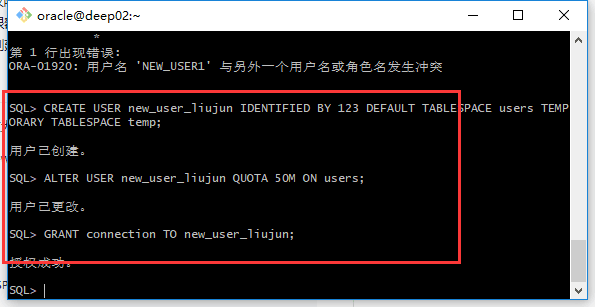 oracle@deep02:~
*
第 1 行出现错误:
ORA-01920: 用户名 'NEW_USER1' 与另外一个用户名或角色名发生冲突
SQL> CREATE USER new_user_liujun IDENTIFIED BY 123 DEFAULT TABLESPACE users TEMP
ORARY TABLESPACE temp;
用户已创建。
SQL> ALTER USER new_user_liujun QUOTA 50M ON users;
用户已更改。
SQL> GRANT connection TO new_user_liujun;
授权成功。
SQL>